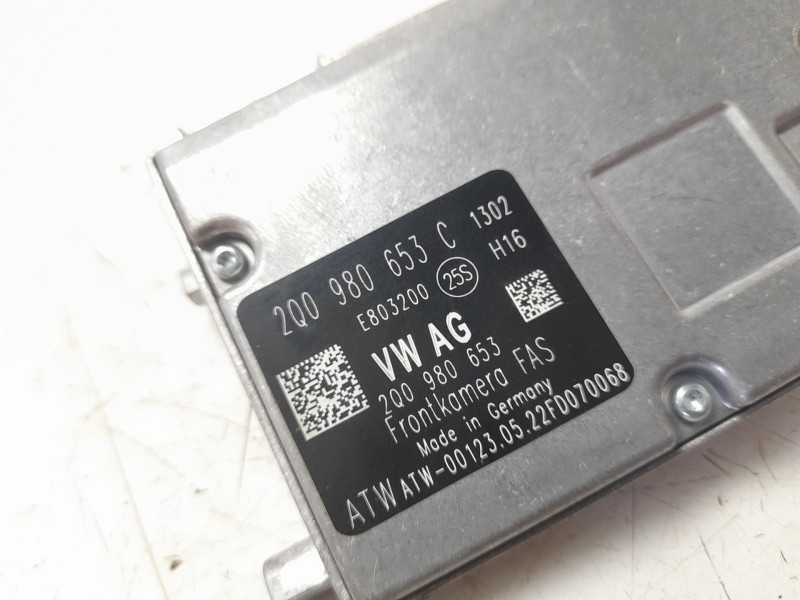 2Q0 980 653 C 1302
E803200 25S H16
VW AG
2Q0 980 653
Frontkamera FAS
Made in Germany
ATW ATW-00123.05.22FD070068